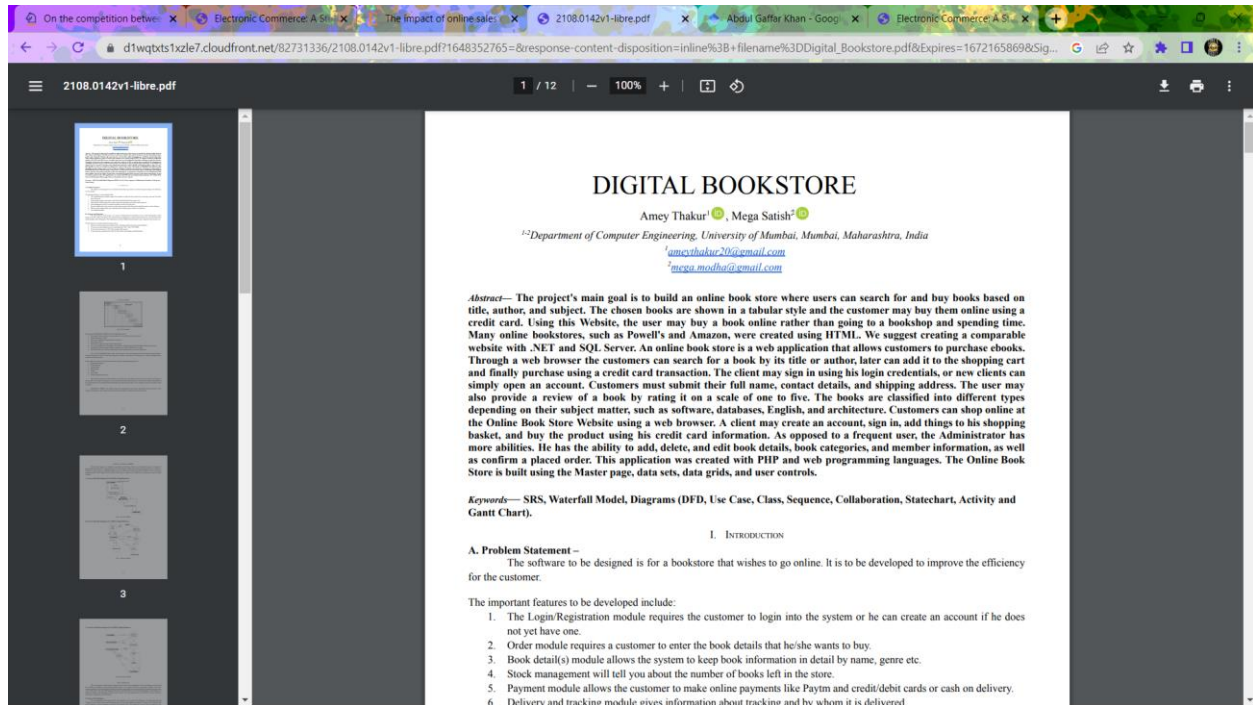 On the competition betwe
Electronic Commerce: A St
The impact of online sales
2108.0142v1-libre.pdf
Abdul Gaffar Khan - Goog
Electronic Commerce: A St
d1wqtxts1xzle7.cloudfront.net/82731336/2108.0142v1-libre.pdf?1648352765=&response-content-disposition=inline%3B+filename%3DDigital_Bookstore.pdf&Expires=1672165869&Sig...
2108.0142v1-libre.pdf
1 / 12
100%
1
2
3
DIGITAL BOOKSTORE
Amey Thakur¹, Mega Satish²
¹⁻²Department of Computer Engineering, University of Mumbai, Mumbai, Maharashtra, India
¹ameythakur20@gmail.com
²mega.modha@gmail.com
Abstract— The project's main goal is to build an online book store where users can search for and buy books based on
title, author, and subject. The chosen books are shown in a tabular style and the customer may buy them online using a
credit card. Using this Website, the user may buy a book online rather than going to a bookshop and spending time.
Many online bookstores, such as Powell's and Amazon, were created using HTML. We suggest creating a comparable
website with .NET and SQL Server. An online book store is a web application that allows customers to purchase ebooks.
Through a web browser the customers can search for a book by its title or author, later can add it to the shopping cart
and finally purchase using a credit card transaction. The client may sign in using his login credentials, or new clients can
simply open an account. Customers must submit their full name, contact details, and shipping address. The user may
also provide a review of a book by rating it on a scale of one to five. The books are classified into different types
depending on their subject matter, such as software, databases, English, and architecture. Customers can shop online at
the Online Book Store Website using a web browser. A client may create an account, sign in, add things to his shopping
basket, and buy the product using his credit card information. As opposed to a frequent user, the Administrator has
more abilities. He has the ability to add, delete, and edit book details, book categories, and member information, as well
as confirm a placed order. This application was created with PHP and web programming languages. The Online Book
Store is built using the Master page, data sets, data grids, and user controls.
Keywords— SRS, Waterfall Model, Diagrams (DFD, Use Case, Class, Sequence, Collaboration, Statechart, Activity and
Gantt Chart).
I. INTRODUCTION
A. Problem Statement –
The software to be designed is for a bookstore that wishes to go online. It is to be developed to improve the efficiency
for the customer.
The important features to be developed include:
1. The Login/Registration module requires the customer to login into the system or he can create an account if he does
not yet have one.
2. Order module requires a customer to enter the book details that he/she wants to buy.
3. Book detail(s) module allows the system to keep book information in detail by name, genre etc.
4. Stock management will tell you about the number of books left in the store.
5. Payment module allows the customer to make online payments like Paytm and credit/debit cards or cash on delivery.
6. Delivery and tracking module gives information about tracking and by whom it is delivered.